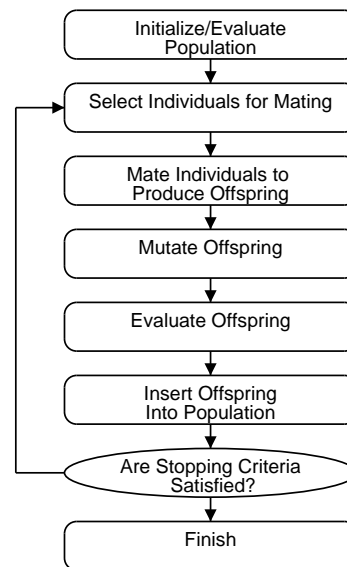 Initialize/Evaluate
Population
Select Individuals for Mating
Mate Individuals to
Produce Offspring
Mutate Offspring
Evaluate Offspring
Insert Offspring
Into Population
Are Stopping Criteria
Satisfied?
Finish